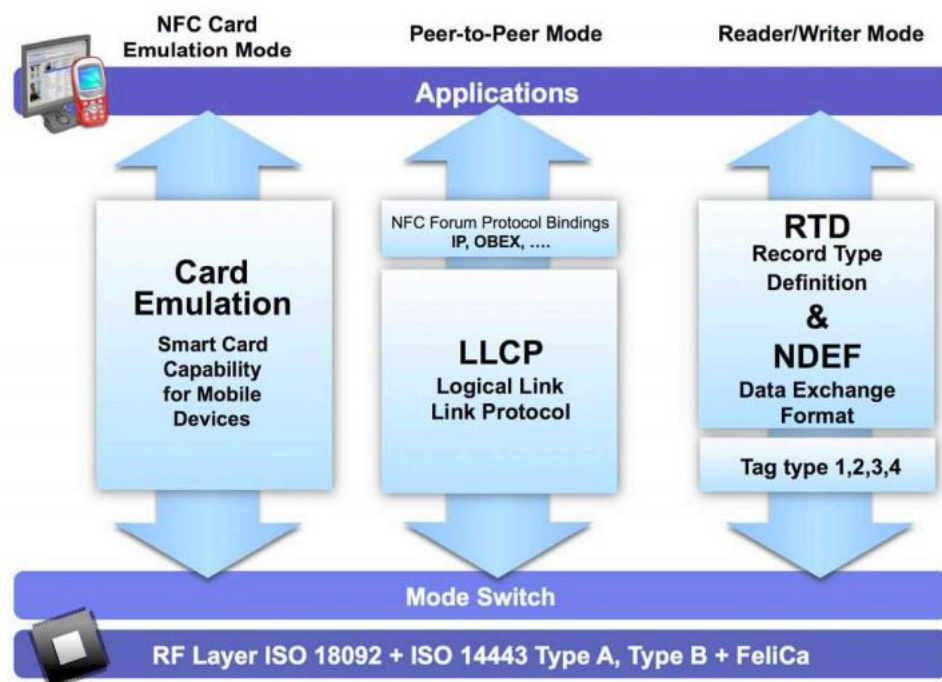 NFC Card
Emulation Mode
Peer-to-Peer Mode
Reader/Writer Mode
Applications
Card
Emulation
Smart Card
Capability
for Mobile
Devices
NFC Forum Protocol Bindings
IP, OBEX, ....
LLCP
Logical Link
Link Protocol
RTD
Record Type
Definition
&
NDEF
Data Exchange
Format
Tag type 1,2,3,4
Mode Switch
RF Layer ISO 18092 + ISO 14443 Type A, Type B + FeliCa